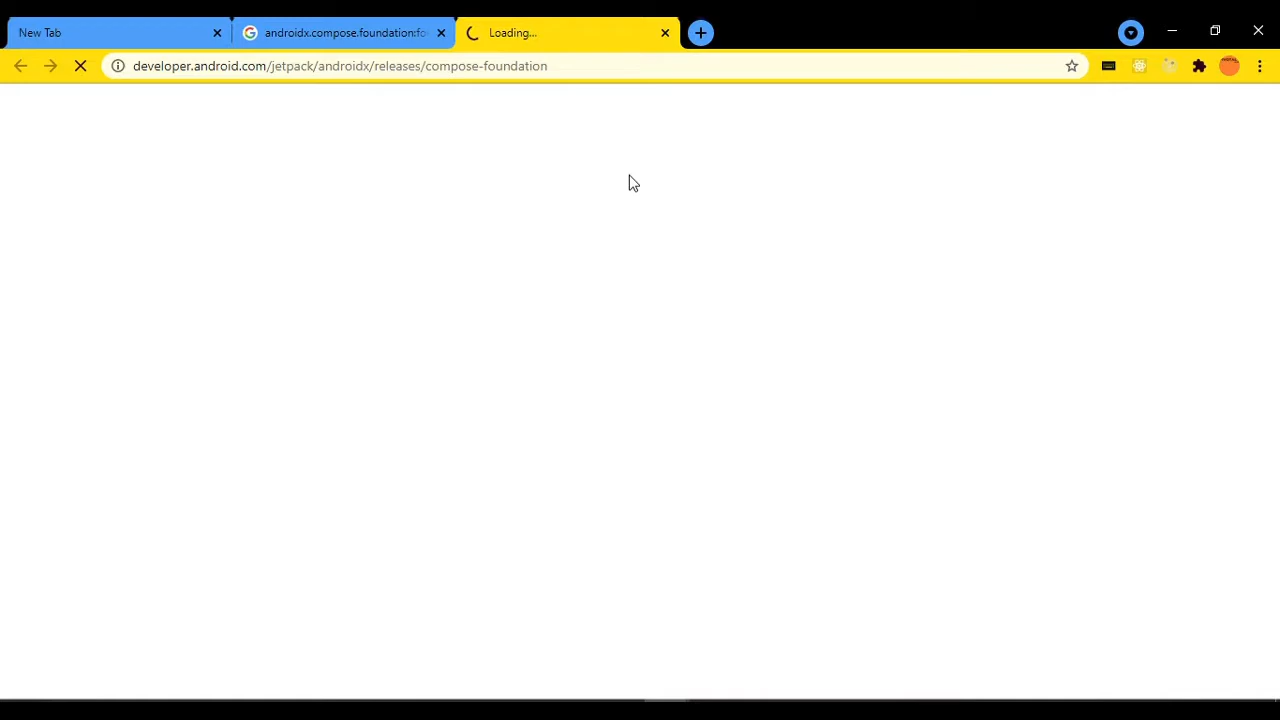 New Tab
androidx.compose.foundation:fo
Loading...
developer.android.com/jetpack/androidx/releases/compose-foundation